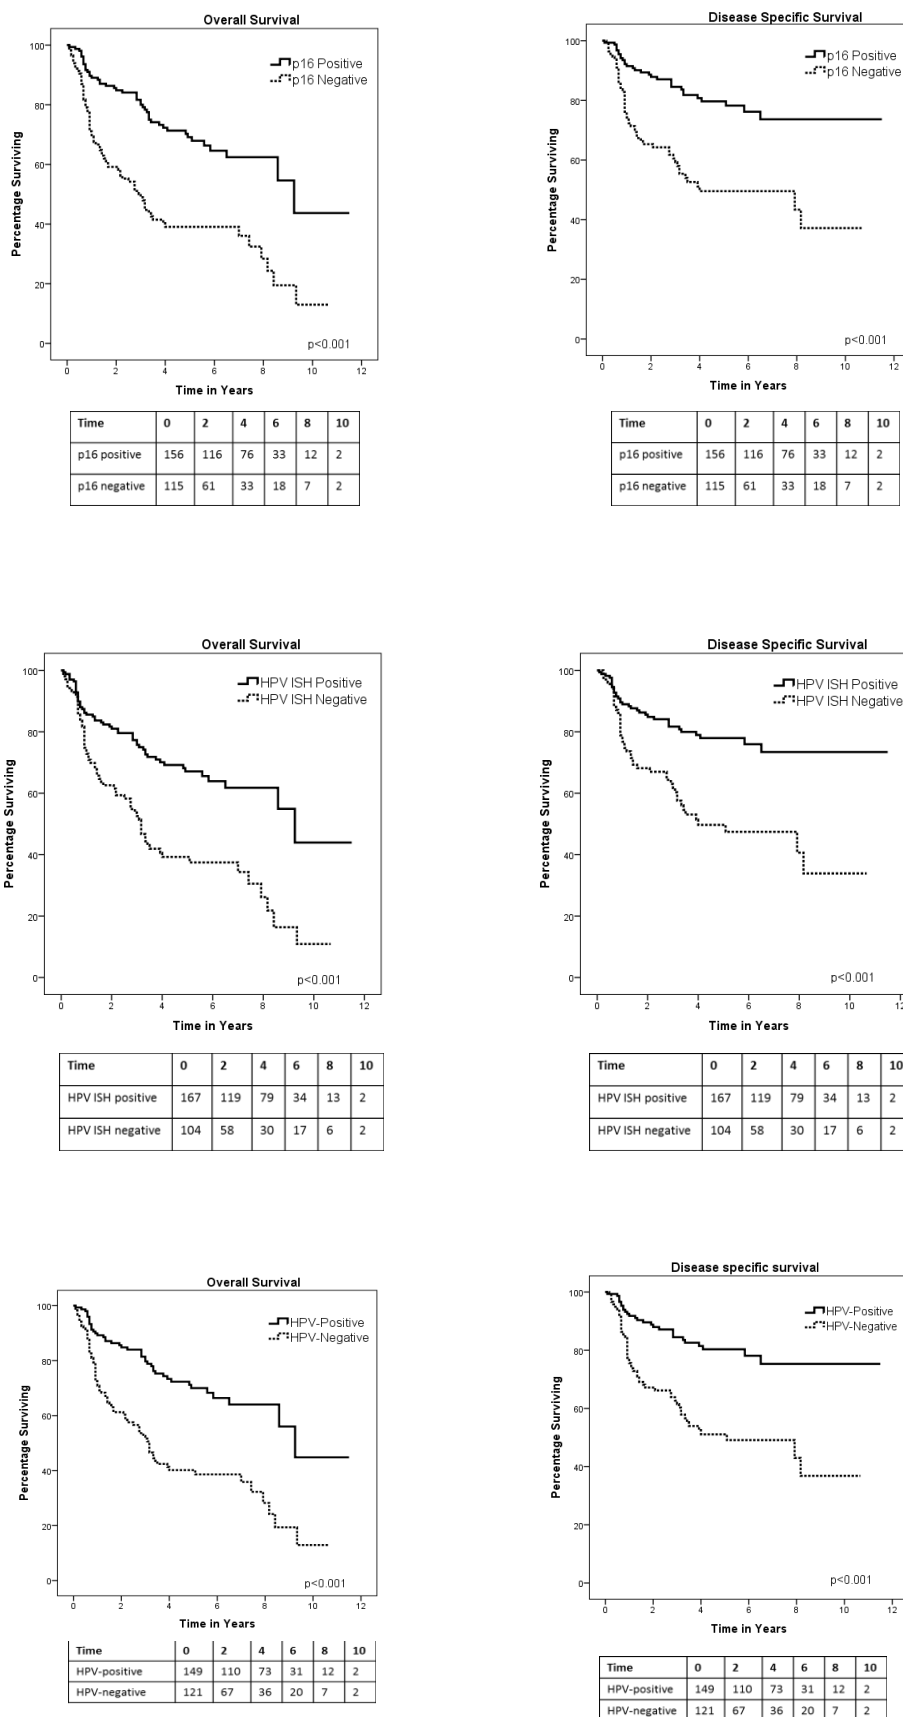 Overall Survival
100
80
60
40
20
0
Percentage Surviving
p16 Positive
p16 Negative
p<0.001
0 2 4 6 8 10 12
Time in Years
Time 0 2 4 6 8 10
p16 positive 156 116 76 33 12 2
p16 negative 115 61 33 18 7 2
Disease Specific Survival
100
80
60
40
20
0
Percentage Surviving
p16 Positive
p16 Negative
p<0.001
0 2 4 6 8 10 12
Time in Years
Time 0 2 4 6 8 10
p16 positive 156 116 76 33 12 2
p16 negative 115 61 33 18 7 2
Overall Survival
100
80
60
40
20
0
Percentage Surviving
HPV ISH Positive
HPV ISH Negative
p<0.001
0 2 4 6 8 10 12
Time in Years
Time 0 2 4 6 8 10
HPV ISH positive 167 119 79 34 13 2
HPV ISH negative 104 58 30 17 6 2
Disease Specific Survival
100
80
60
40
20
0
Percentage Surviving
HPV ISH Positive
HPV ISH Negative
p<0.001
0 2 4 6 8 10 12
Time in Years
Time 0 2 4 6 8 10
HPV ISH positive 167 119 79 34 13 2
HPV ISH negative 104 58 30 17 6 2
Overall Survival
100
80
60
40
20
0
Percentage Surviving
HPV-Positive
HPV-Negative
p<0.001
0 2 4 6 8 10 12
Time in Years
Time 0 2 4 6 8 10
HPV-positive 149 110 73 31 12 2
HPV-negative 121 67 36 20 7 2
Disease specific survival
100
80
60
40
20
0
Percentage Surviving
HPV-Positive
HPV-Negative
p<0.001
0 2 4 6 8 10 12
Time in Years
Time 0 2 4 6 8 10
HPV-positive 149 110 73 31 12 2
HPV-negative 121 67 36 20 7 2